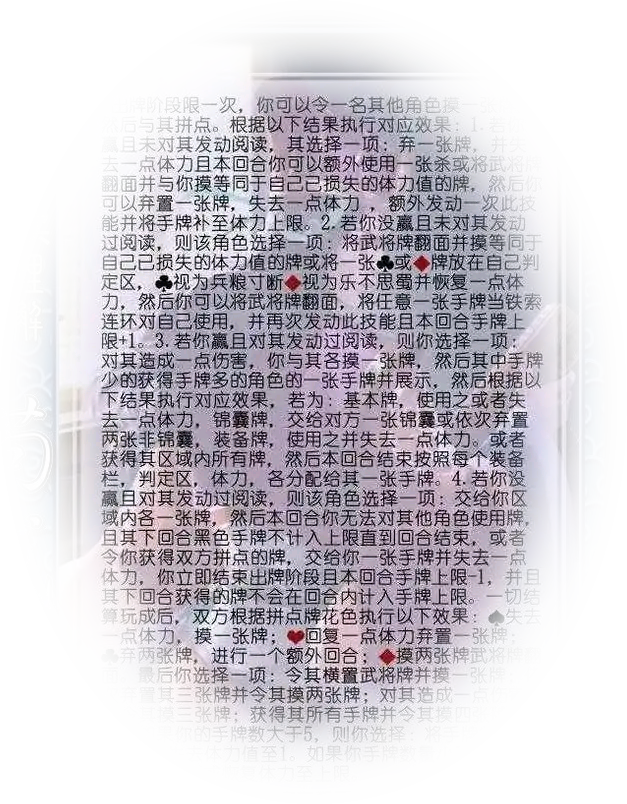 牌阶段限一次，你可以令一名其他角色摸一张
后与其拼点。根据以下结果执行对应效果：1.若
赢且未对其发动阅读，其选择一项：弃一张牌，并
去一点体力且本回合你可以额外使用一张杀或将武将牌
翻面并与你摸等同于自己已损失的体力值的牌，然后你
可以弃置一张牌，失去一点体力，额外发动一次此技
能并将手牌补至体力上限。2.若你没赢且未对其发动
过阅读，则该角色选择一项：将武将牌翻面并摸等同于
自己已损失的体力值的牌或将一张♣或♦牌放在自己判
定区，♣视为兵粮寸断♦视为乐不思蜀并恢复一点体
力，然后你可以将武将牌翻面，将任意一张手牌当铁索
连环对自己使用，并再次发动此技能且本回合手牌上
限+1。3.若你赢且对其发动过阅读，则你选择一项：
对其造成一点伤害，你与其各摸一张牌，然后其中手牌
少的获得手牌多的角色的一张手牌并展示，然后根据以
下结果执行对应效果，若为：基本牌，使用之或者失
去一点体力，锦囊牌，交给对方一张锦囊或依次弃置
两张非锦囊，装备牌，使用之并失去一点体力。或者
获得其区域内所有牌，然后本回合结束按照每个装备
栏，判定区，体力，各分配给其一张手牌。4.若你没
赢且对其发动过阅读，则该角色选择一项：交给你区
域内各一张牌，然后本回合你无法对其他角色使用牌，
且其下回合黑色手牌不计入上限直到回合结束，或者
令你获得双方拼点的牌，交给你一张手牌并失去一点
体力，你立即结束出牌阶段且本回合手牌上限-1，并且
其下回合获得的牌不会在回合内计入手牌上限。一切结
算玩成后，双方根据拼点牌花色执行以下效果：♠失去
一点体力，摸一张牌；♥回复一点体力弃置一张牌；
♣弃两张牌，进行一个额外回合；♦摸两张牌武将牌
最后你选择一项：令其横置武将牌并摸一张
置其三张牌并令其摸两张牌；对其造成一点
三张牌；获得其所有手牌并令其摸
的手牌数大于5，则你选择
体力值至1。如果你手牌数